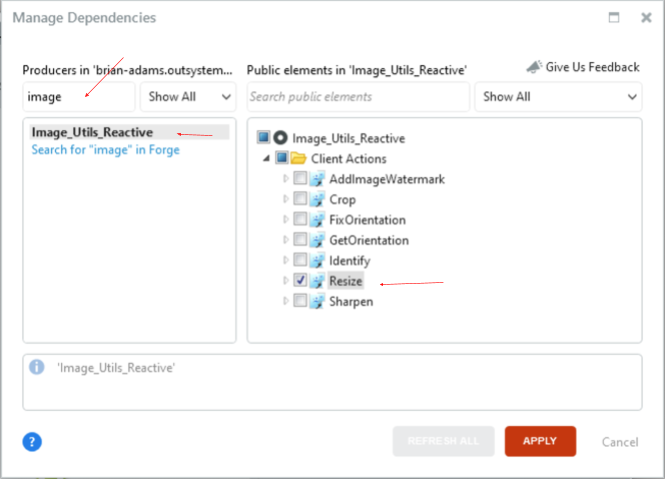 Manage Dependencies
Producers in 'brian-adams.outsystem...
Public elements in 'Image_Utils_Reactive'
Give Us Feedback
image
Show All
Search public elements
Show All
Image_Utils_Reactive
Search for "image" in Forge
Image_Utils_Reactive
Client Actions
AddImageWatermark
Crop
FixOrientation
GetOrientation
Identify
Resize
Sharpen
'Image_Utils_Reactive'
?
REFRESH ALL
APPLY
Cancel